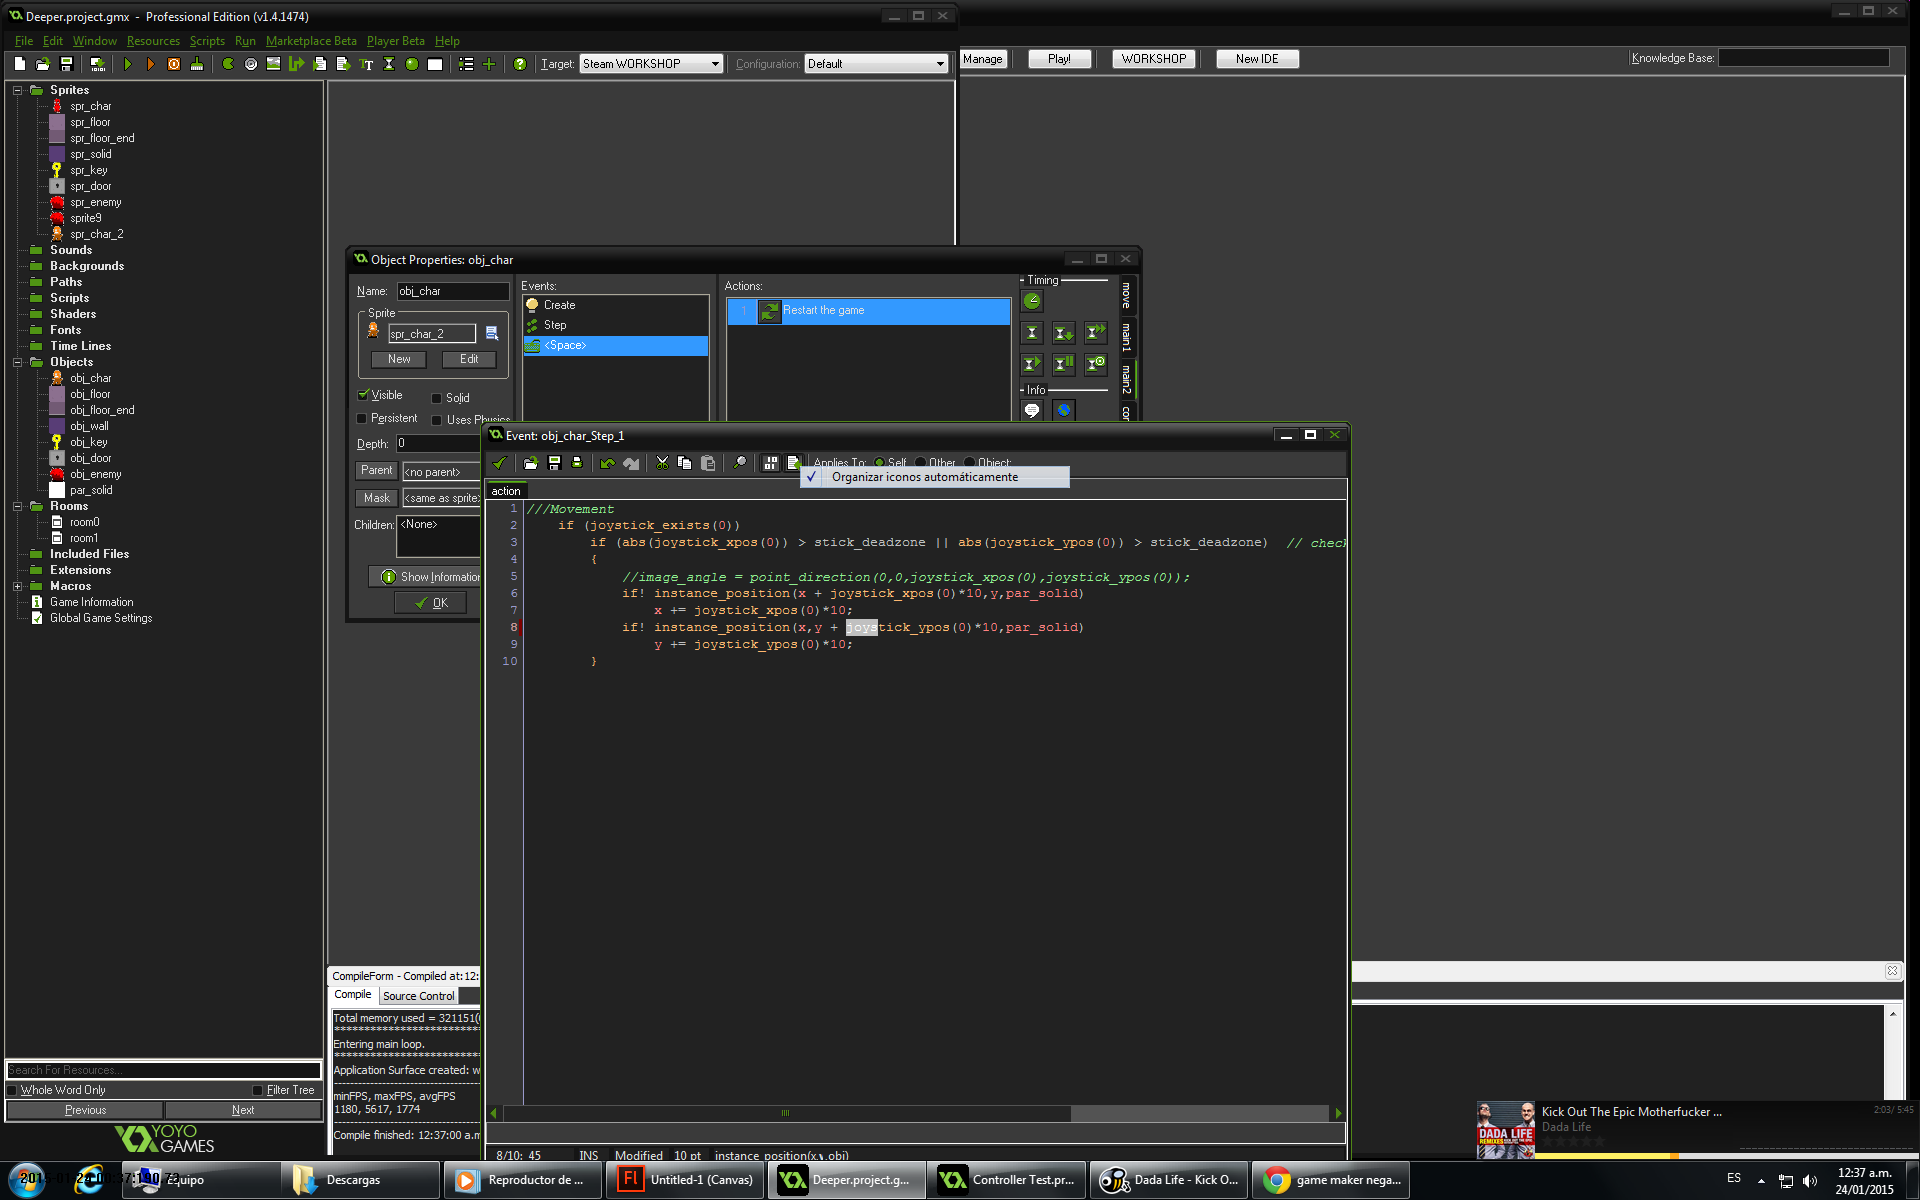 Deeper.project.gmx - Professional Edition (v1.4.1474)
File Edit Window Resources Scripts Run Marketplace Beta Player Beta Help
Target: Steam WORKSHOP Configuration: Default
Manage Play! WORKSHOP New IDE Knowledge Base:
Sprites
spr_char
spr_floor
spr_floor_end
spr_solid
spr_key
spr_door
spr_enemy
sprite9
spr_char_2
Sounds
Backgrounds
Paths
Scripts
Shaders
Fonts
Time Lines
Objects
obj_char
obj_floor
obj_floor_end
obj_wall
obj_key
obj_door
obj_enemy
par_solid
Rooms
room0
room1
Included Files
Extensions
Macros
Game Information
Global Game Settings
Search For Resources...
Whole Word Only Filter Tree
Previous Next
YOYO GAMES
Object Properties: obj_char
Name: obj_char
Sprite
spr_char_2
New Edit
Visible Solid
Persistent Uses Physics
Depth: 0
Parent <no parent>
Mask <same as sprite>
Children: <None>
Show Information
OK
Events:
Create
Step
<Space>
Actions:
1 Restart the game
Timing
Info
move
main1
main2
Event: obj_char_Step_1
Applies To: Self Other Object:
Organizar iconos automáticamente
action
1 ///Movement
2 if (joystick_exists(0))
3 if (abs(joystick_xpos(0)) > stick_deadzone || abs(joystick_ypos(0)) > stick_deadzone) // check
4 {
5 //image_angle = point_direction(0,0,joystick_xpos(0),joystick_ypos(0));
6 if! instance_position(x + joystick_xpos(0)*10,y,par_solid)
7 x += joystick_xpos(0)*10;
8 if! instance_position(x,y + joystick_ypos(0)*10,par_solid)
9 y += joystick_ypos(0)*10;
10 }
8/10: 45 INS Modified 10 pt instance_position(x,y,obj)
CompileForm - Compiled at: 12:
Compile Source Control
Total memory used = 321151(
Entering main loop.
Application Surface created: w
minFPS, maxFPS, avgFPS
1180, 5617, 1774
Compile finished: 12:37:00 a.m
Kick Out The Epic Motherfucker ... 2:03/ 5:45
Dada Life
DADA LIFE
Equipo
Descargas
Reproductor de ...
Untitled-1 (Canvas)
Deeper.project.g...
Controller Test.pr...
Dada Life - Kick O...
game maker nega...
ES
12:37 a.m.
24/01/2015